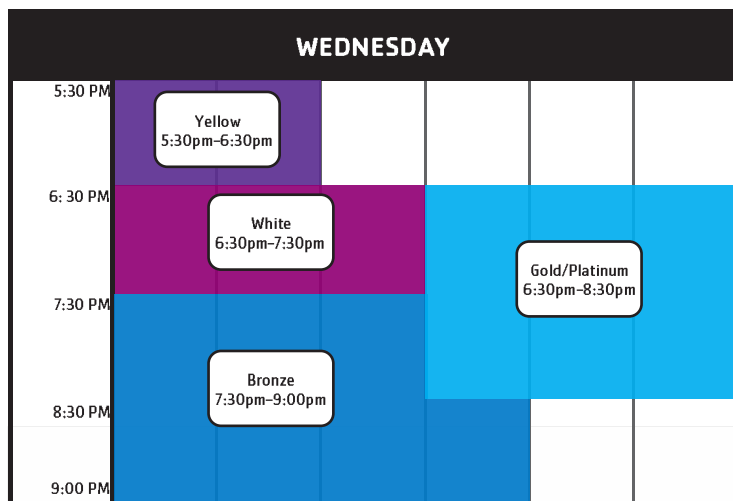 WEDNESDAY
5:30 PM
Yellow
5:30pm-6:30pm
6: 30 PM
White
6:30pm-7:30pm
Gold/Platinum
6:30pm-8:30pm
7:30 PM
Bronze
7:30pm-9:00pm
8:30 PM
9:00 PM